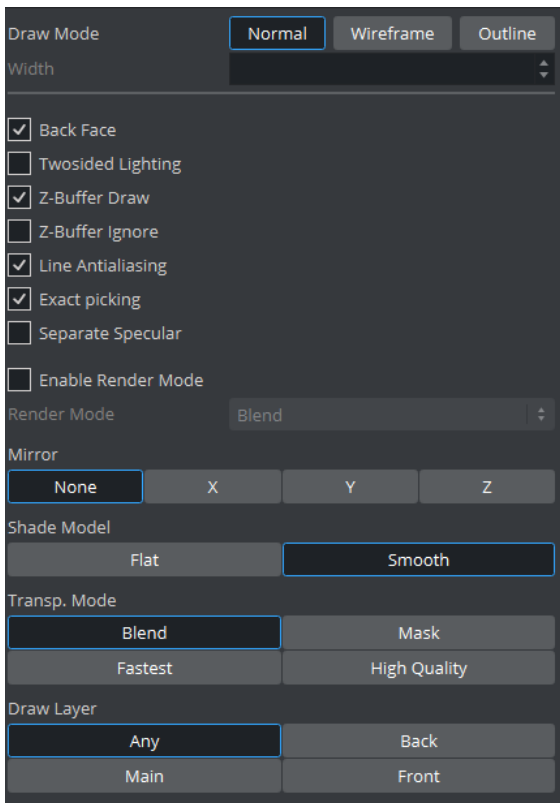 Draw Mode Normal Wireframe Outline
Width
Back Face
Twosided Lighting
Z-Buffer Draw
Z-Buffer Ignore
Line Antialiasing
Exact picking
Separate Specular
Enable Render Mode
Render Mode Blend
Mirror
None X Y Z
Shade Model
Flat Smooth
Transp. Mode
Blend Mask
Fastest High Quality
Draw Layer
Any Back
Main Front